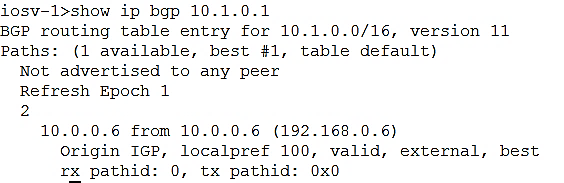 iosv-1>show ip bgp 10.1.0.1
BGP routing table entry for 10.1.0.0/16, version 11
Paths: (1 available, best #1, table default)
  Not advertised to any peer
  Refresh Epoch 1
  2
    10.0.0.6 from 10.0.0.6 (192.168.0.6)
      Origin IGP, localpref 100, valid, external, best
      rx pathid: 0, tx pathid: 0x0